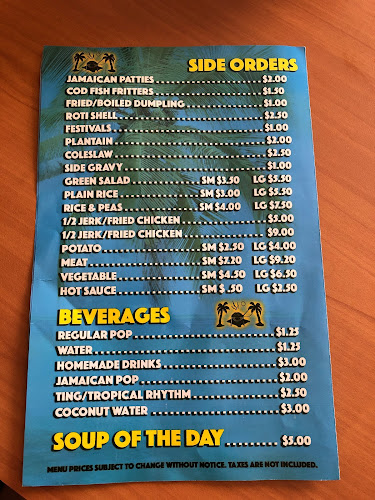 SIDE ORDERS
JAMAICAN PATTIES $2.00
COD FISH FRITTERS $1.50
FRIED/BOILED DUMPLING $1.00
ROTI SHELL $2.50
FESTIVALS $1.00
PLANTAIN $2.00
COLESLAW $2.50
SIDE GRAVY $1.00
GREEN SALAD SM $3.50 LG $5.50
PLAIN RICE SM $3.00 LG $5.50
RICE & PEAS SM $4.00 LG $7.50
1/2 JERK/FRIED CHICKEN $5.00
1/2 JERK/FRIED CHICKEN $9.00
POTATO SM $2.50 LG $4.00
MEAT SM $7.20 LG $9.20
VEGETABLE SM $4.50 LG $6.50
HOT SAUCE SM $ .50 LG $2.50
BEVERAGES
REGULAR POP $1.25
WATER $1.25
HOMEMADE DRINKS $3.00
JAMAICAN POP $2.00
TING/TROPICAL RHYTHM $2.50
COCONUT WATER $3.00
SOUP OF THE DAY $5.00
MENU PRICES SUBJECT TO CHANGE WITHOUT NOTICE. TAXES ARE NOT INCLUDED.